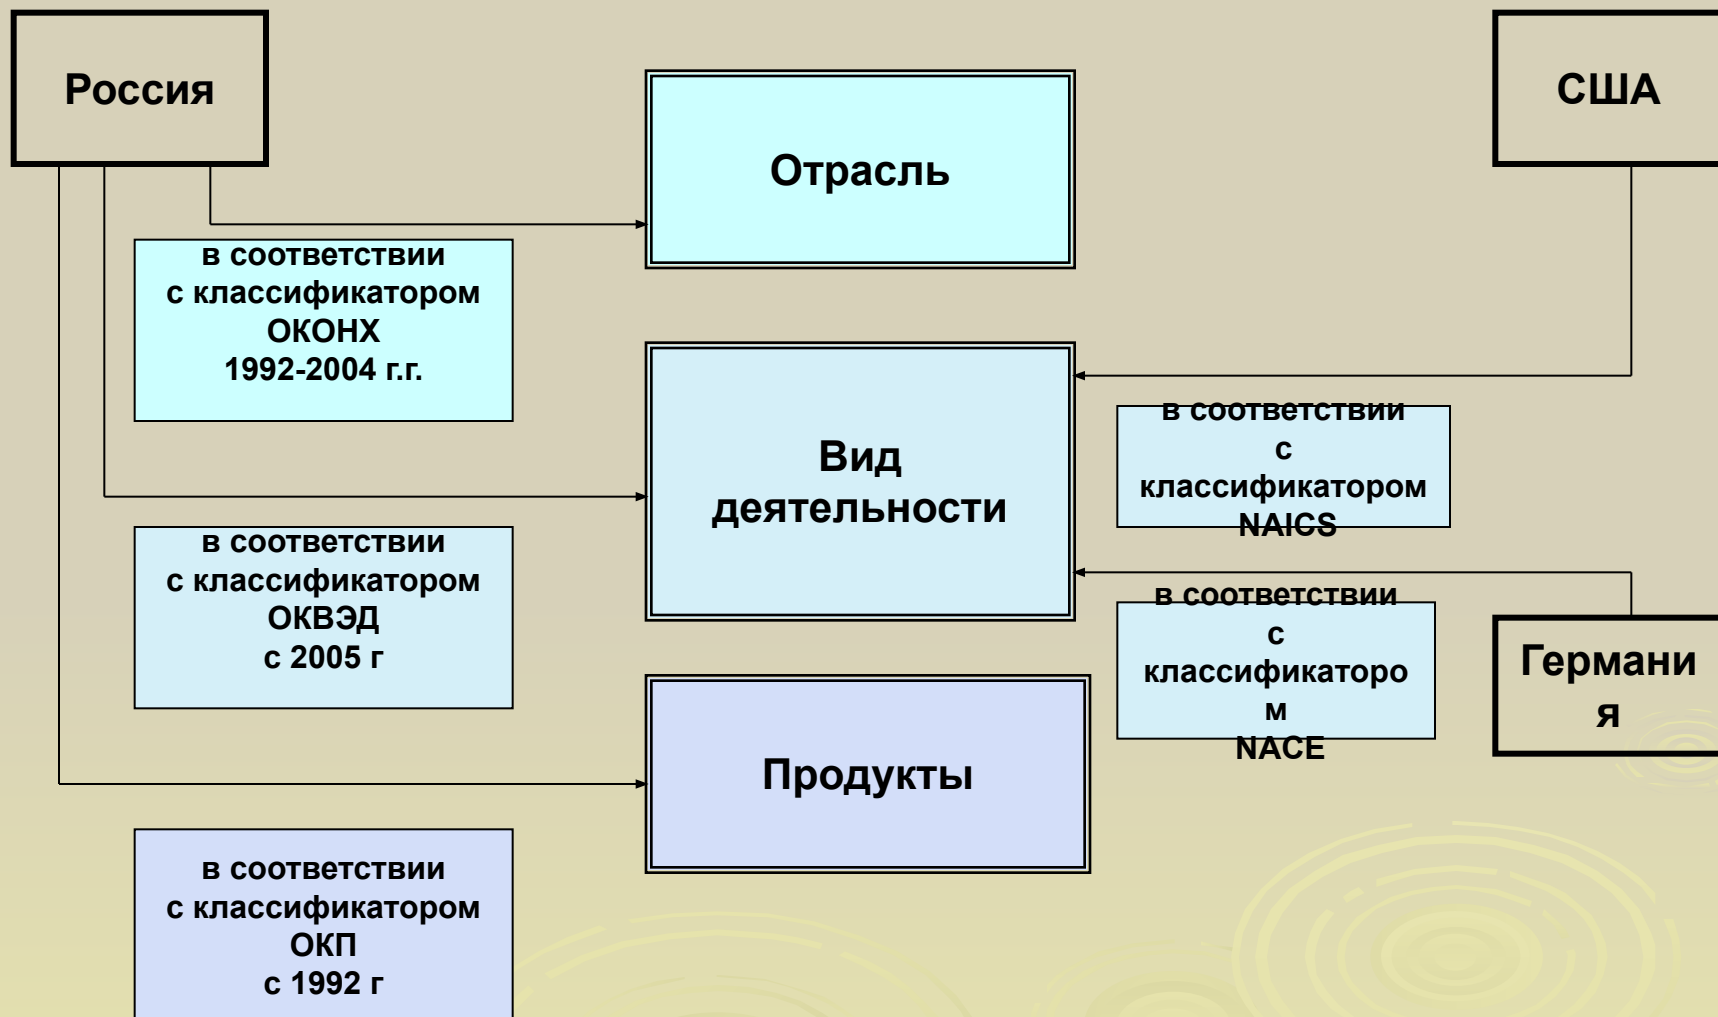 Россия
США
Отрасль
в соответствии
с классификатором
ОКОНХ
1992-2004 г.г.
Вид
деятельности
в соответствии
с
классификатором
NAICS
в соответствии
с классификатором
ОКВЭД
с 2005 г
в соответствии
с
классификаторо
м
NACE
Германи
я
Продукты
в соответствии
с классификатором
ОКП
с 1992 г